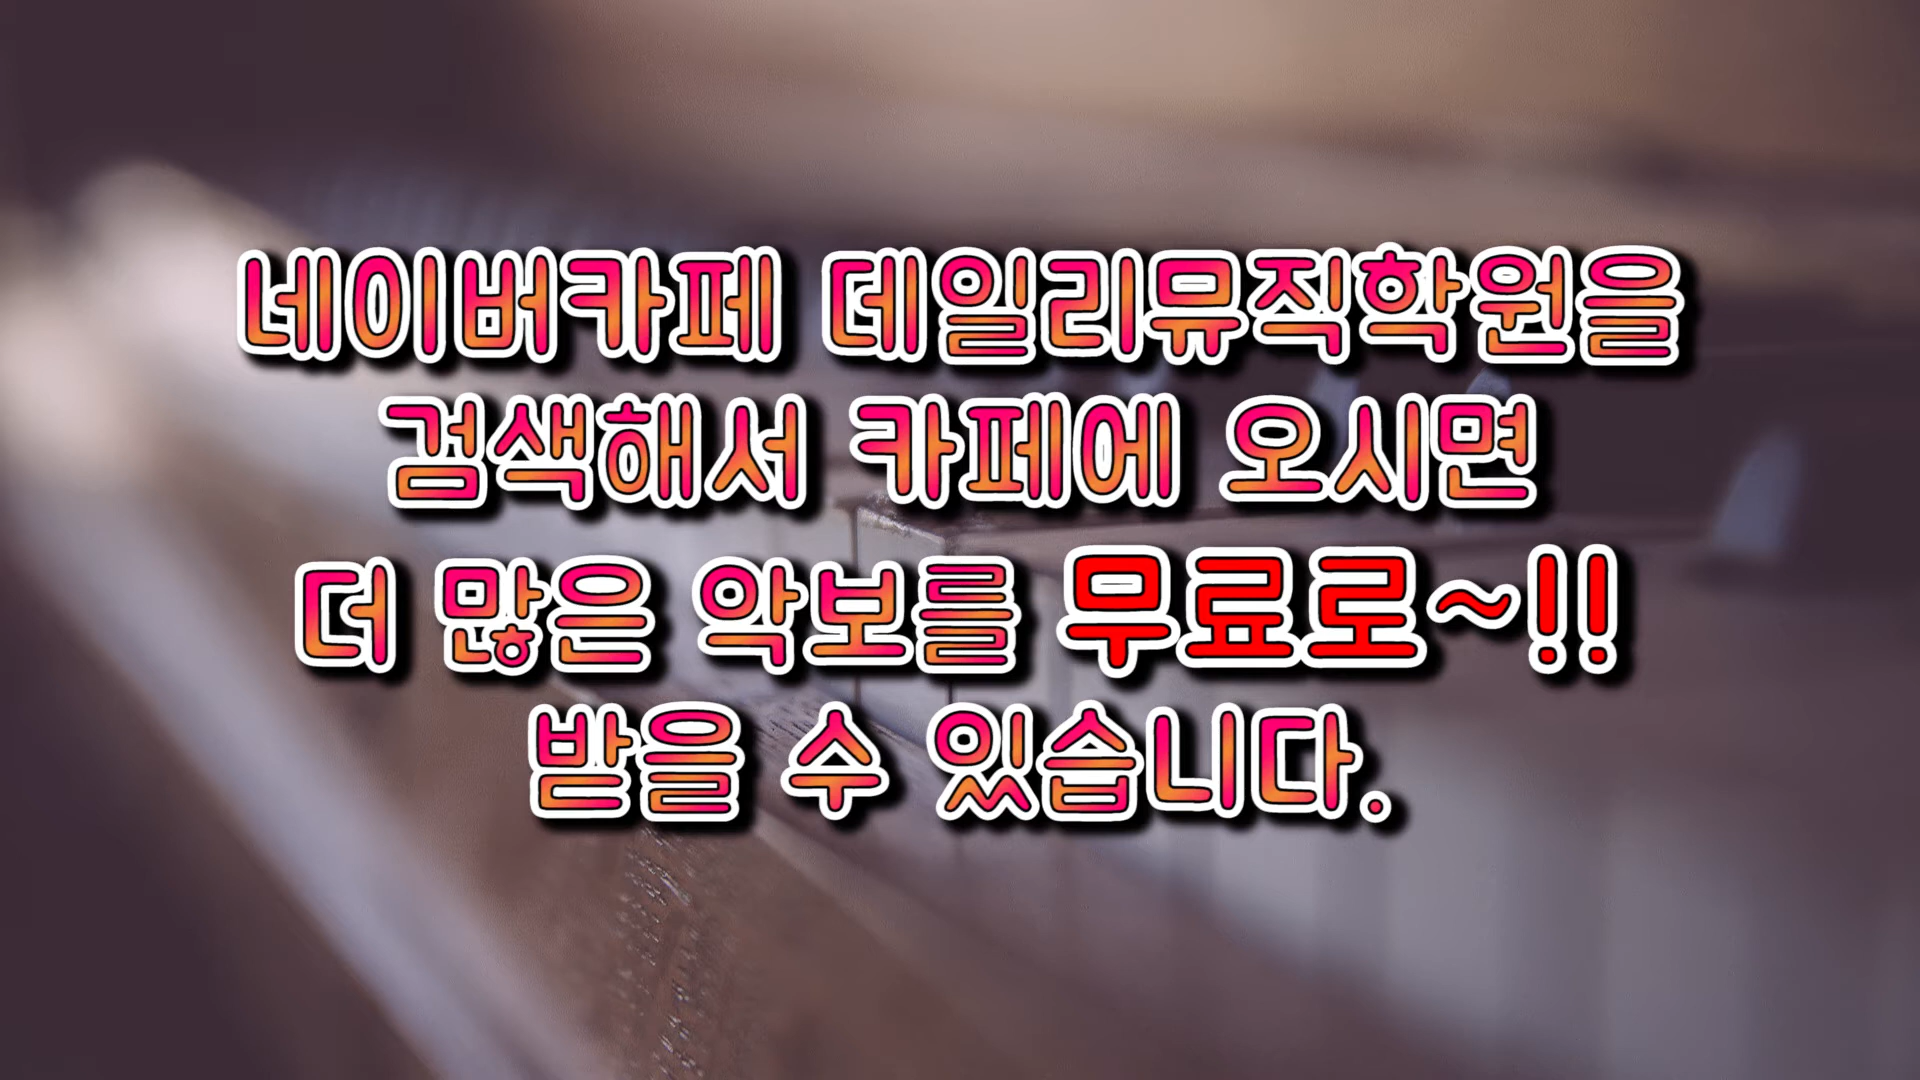 네이버카페 데일리뮤직학원을
검색해서 카페에 오시면
더 많은 악보를 무료로~!!
받을 수 있습니다.